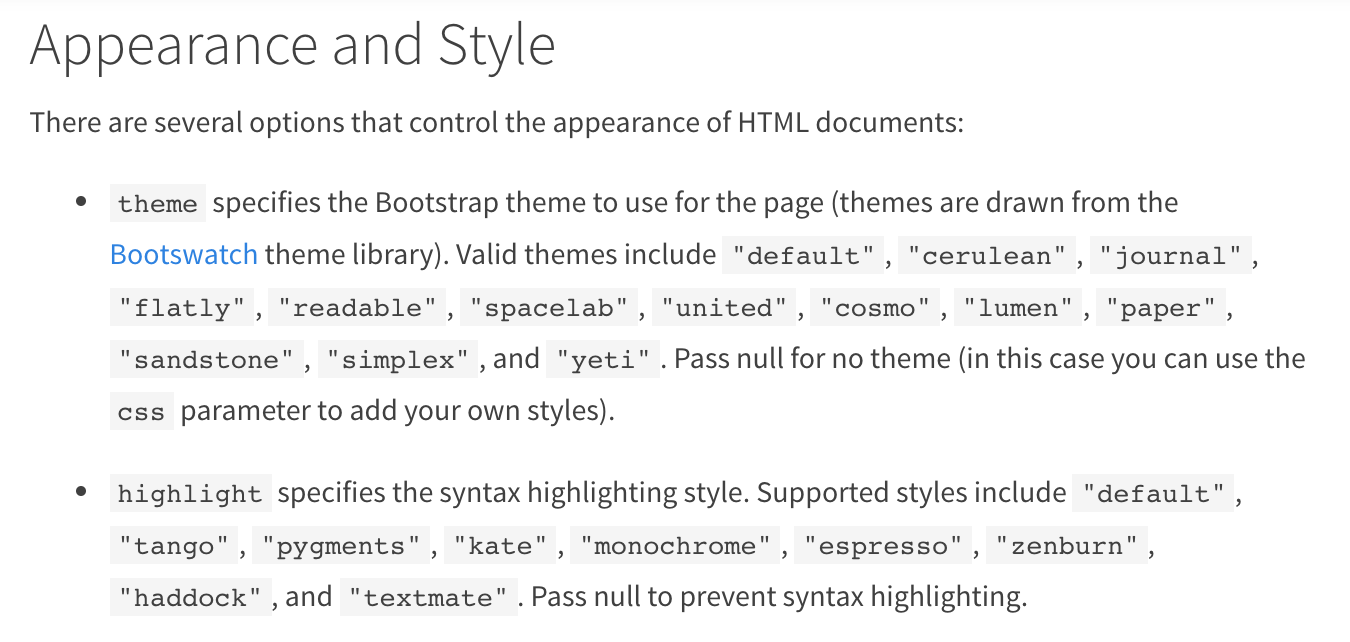 Appearance and Style
There are several options that control the appearance of HTML documents:
• theme specifies the Bootstrap theme to use for the page (themes are drawn from the
Bootswatch theme library). Valid themes include "default", "cerulean", "journal",
"flatly", "readable", "spacelab", "united", "cosmo", "lumen", "paper",
"sandstone", "simplex", and "yeti". Pass null for no theme (in this case you can use the
css parameter to add your own styles).
• highlight specifies the syntax highlighting style. Supported styles include "default",
"tango", "pygments", "kate", "monochrome", "espresso", "zenburn",
"haddock", and "textmate". Pass null to prevent syntax highlighting.